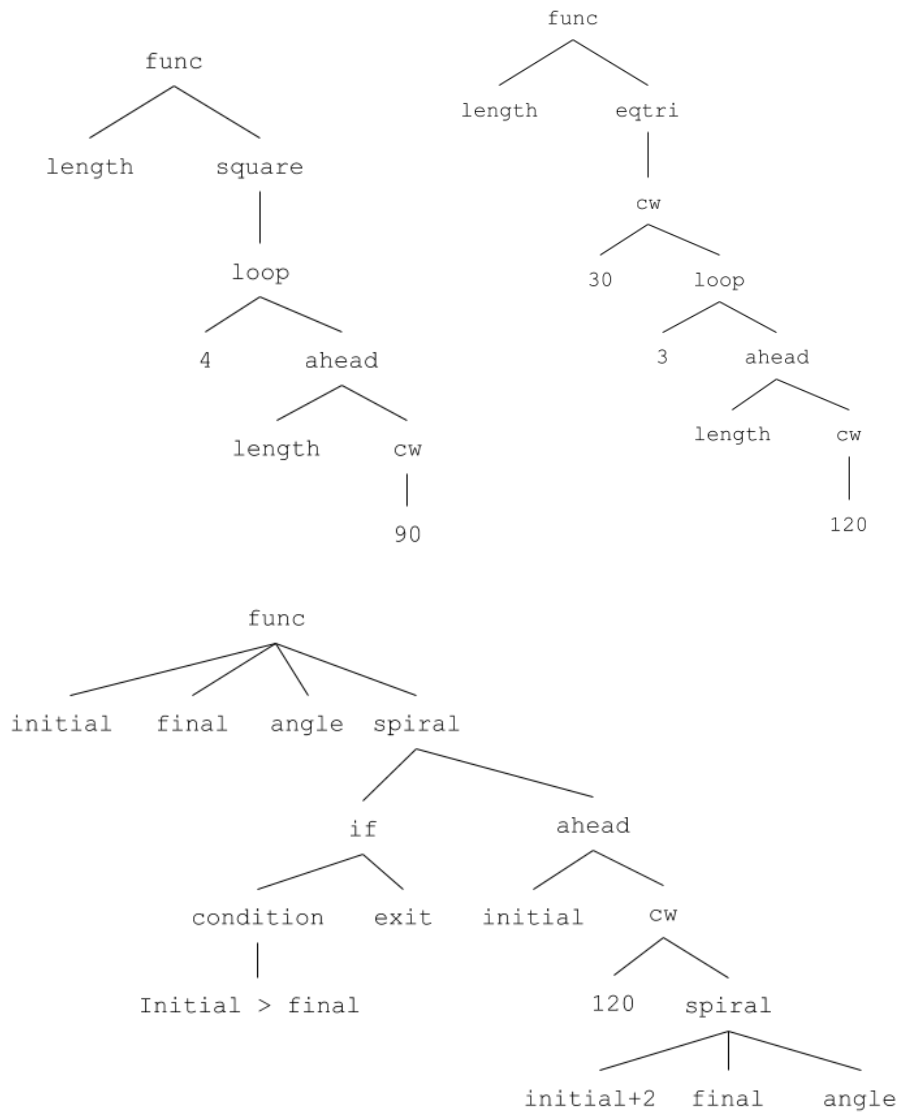 func
length square
loop
4 ahead
length cw
90
func
length eqtri
cw
30 loop
3 ahead
length cw
120
func
initial final angle spiral
if ahead
condition exit initial cw
Initial > final 120 spiral
initial+2 final angle